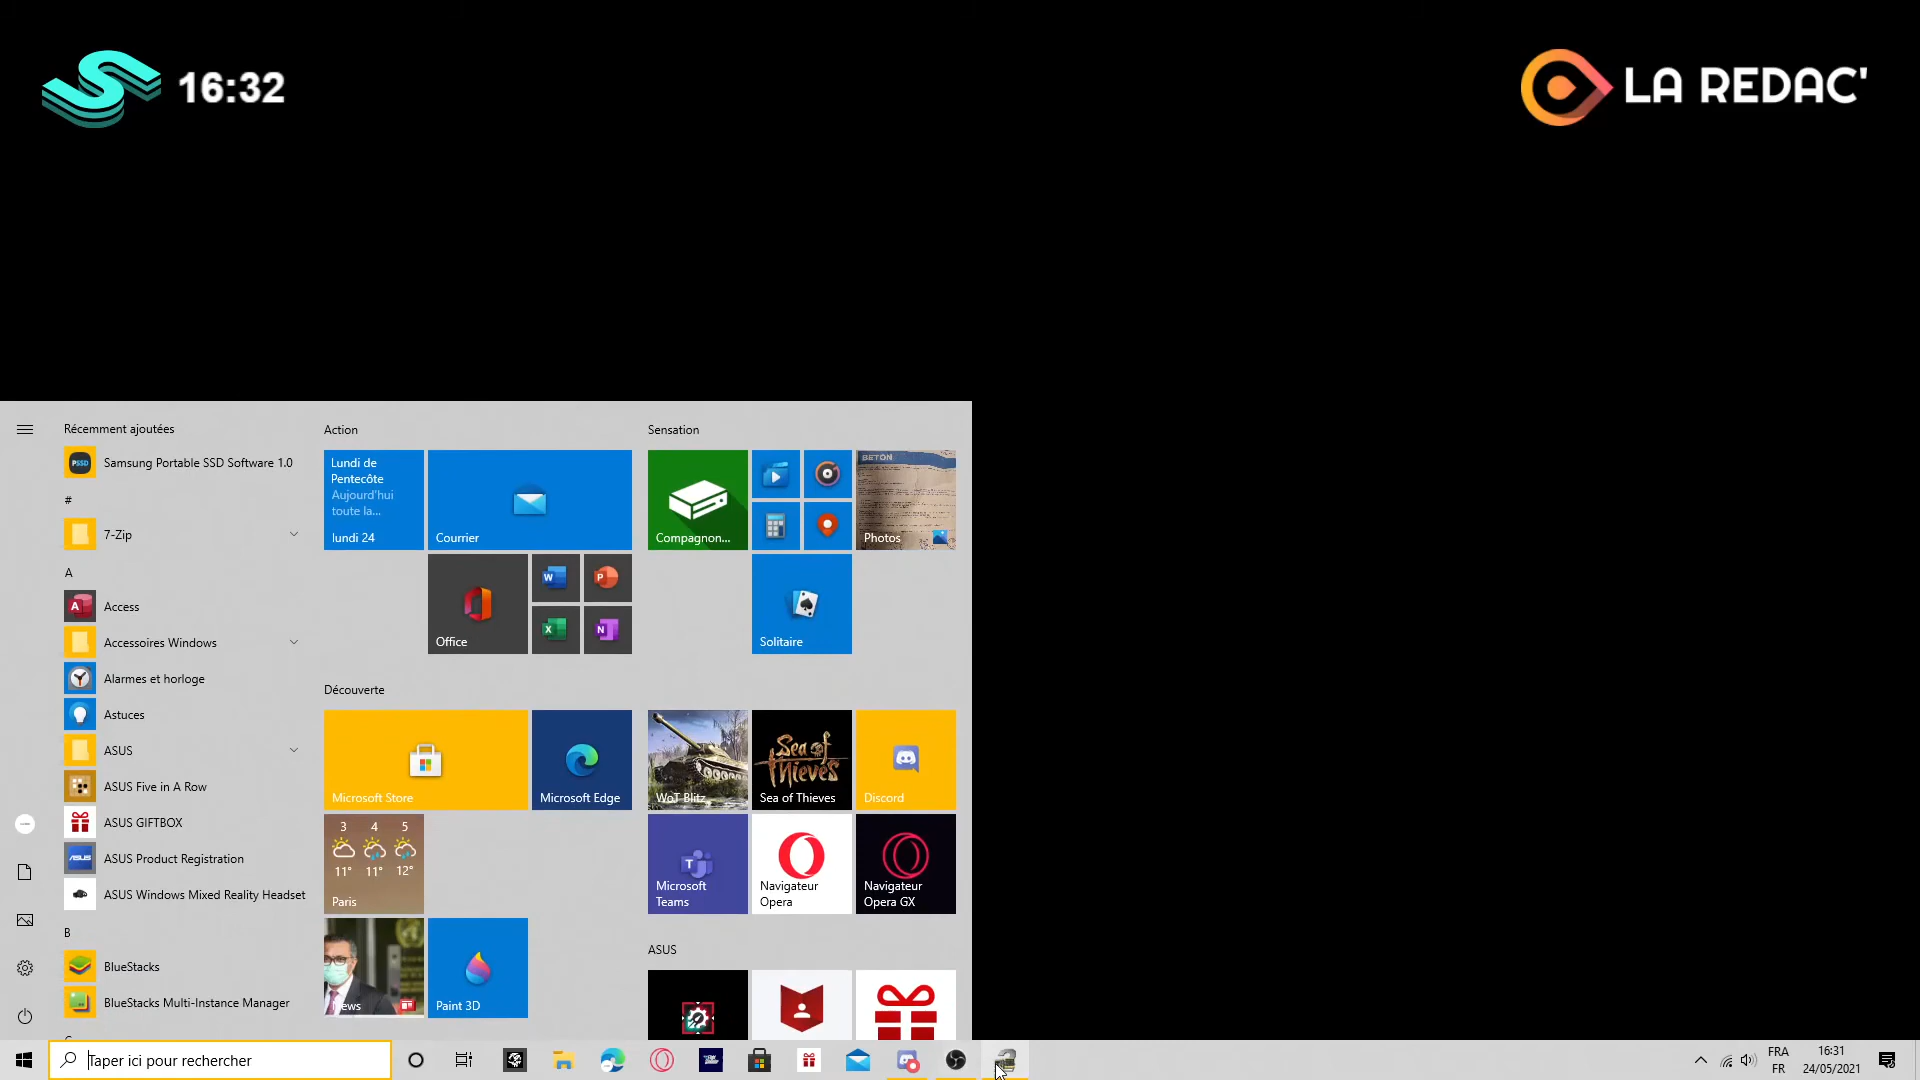 16:32
LA REDAC'
Récemment ajoutées
Samsung Portable SSD Software 1.0
#
7-Zip
A
Access
Accessoires Windows
Alarmes et horloge
Astuces
ASUS
ASUS Five in A Row
ASUS GIFTBOX
ASUS Product Registration
ASUS Windows Mixed Reality Headset
B
BlueStacks
BlueStacks Multi-Instance Manager
Action
Lundi de
Pentecôte
Aujourd'hui
toute la...
lundi 24
Courrier
Office
Sensation
Compagnon...
BETON
Photos
Solitaire
Découverte
Microsoft Store
Microsoft Edge
3 4 5
11° 11° 12°
Paris
News
Paint 3D
WoT Blitz
Sea of
Thieves
Sea of Thieves
Discord
Microsoft
Teams
Navigateur
Opera
Navigateur
Opera GX
ASUS
Taper ici pour rechercher
FRA
FR
16:31
24/05/2021